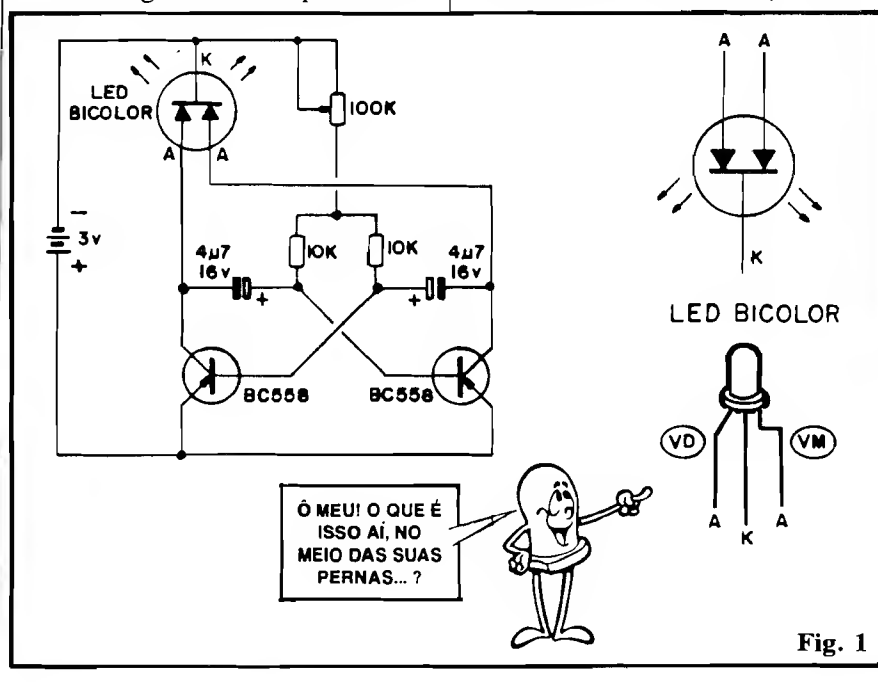 K
LED
BICOLOR
A
A
100K
−
3v
+
4µ7
16v
+
10K
10K
4µ7
16v
+
BC558
BC558
A A
K
LED BICOLOR
VD
VM
A
K
A
Ô MEU! O QUE É
ISSO AÍ, NO
MEIO DAS SUAS
PERNAS... ?
Fig. 1